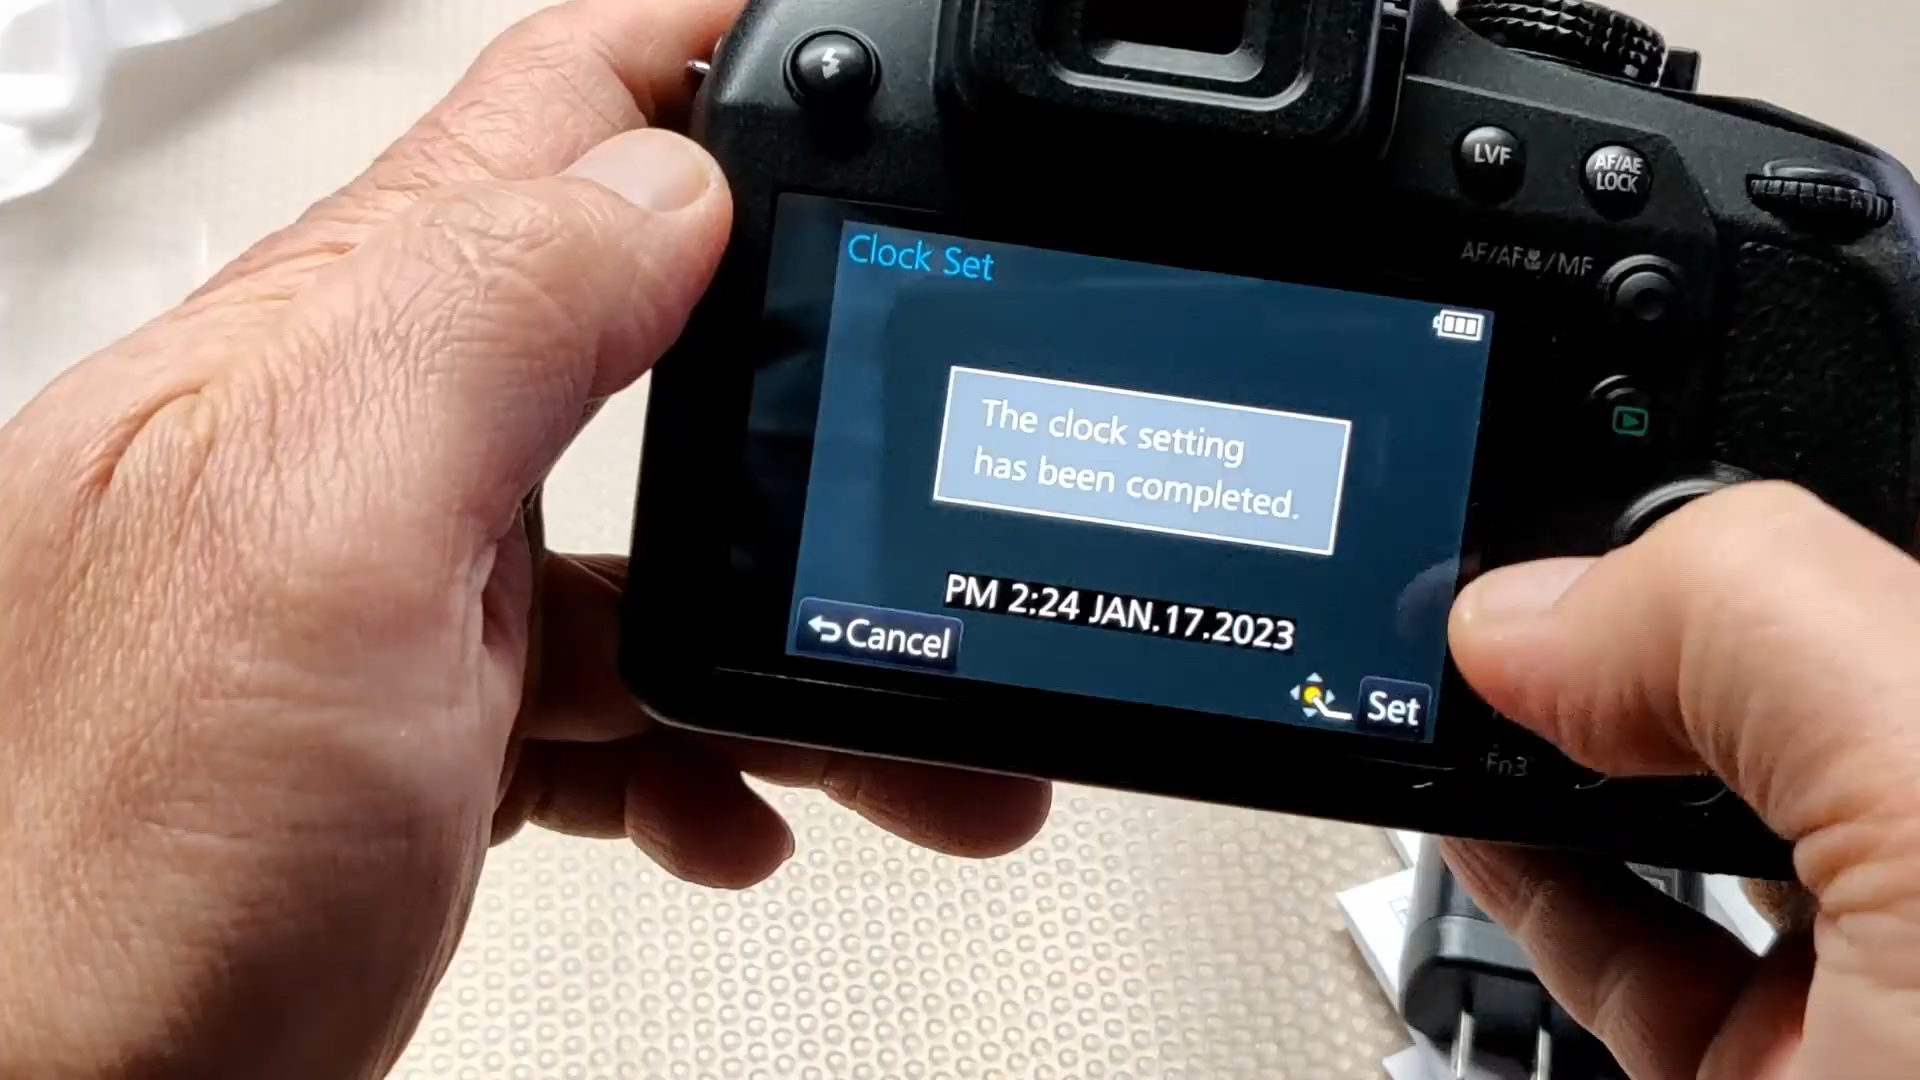 LVF
AF/AE
LOCK
AF/AF /MF
Clock Set
The clock setting
has been completed.
PM 2:24 JAN.17.2023
Cancel
Set
Fn3